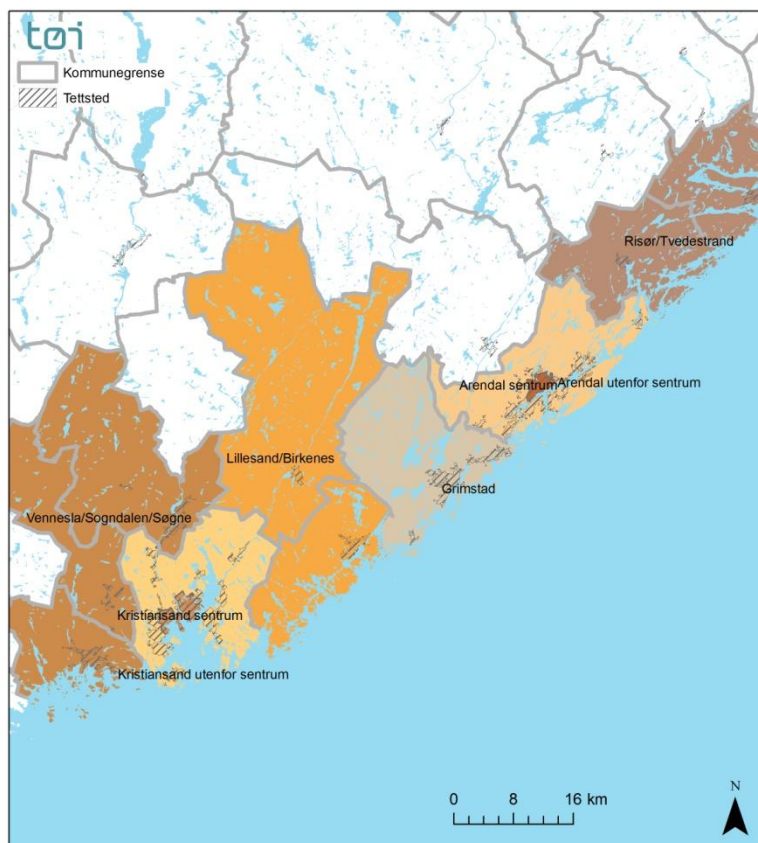 tøi
Kommunegrense
Tettsted
Risør/Tvedestrand
Arendal sentrum
Arendal utenfor sentrum
Lillesand/Birkenes
Grimstad
Vennesla/Sogndalen/Søgne
Kristiansand sentrum
Kristiansand utenfor sentrum
N
0 8 16 km